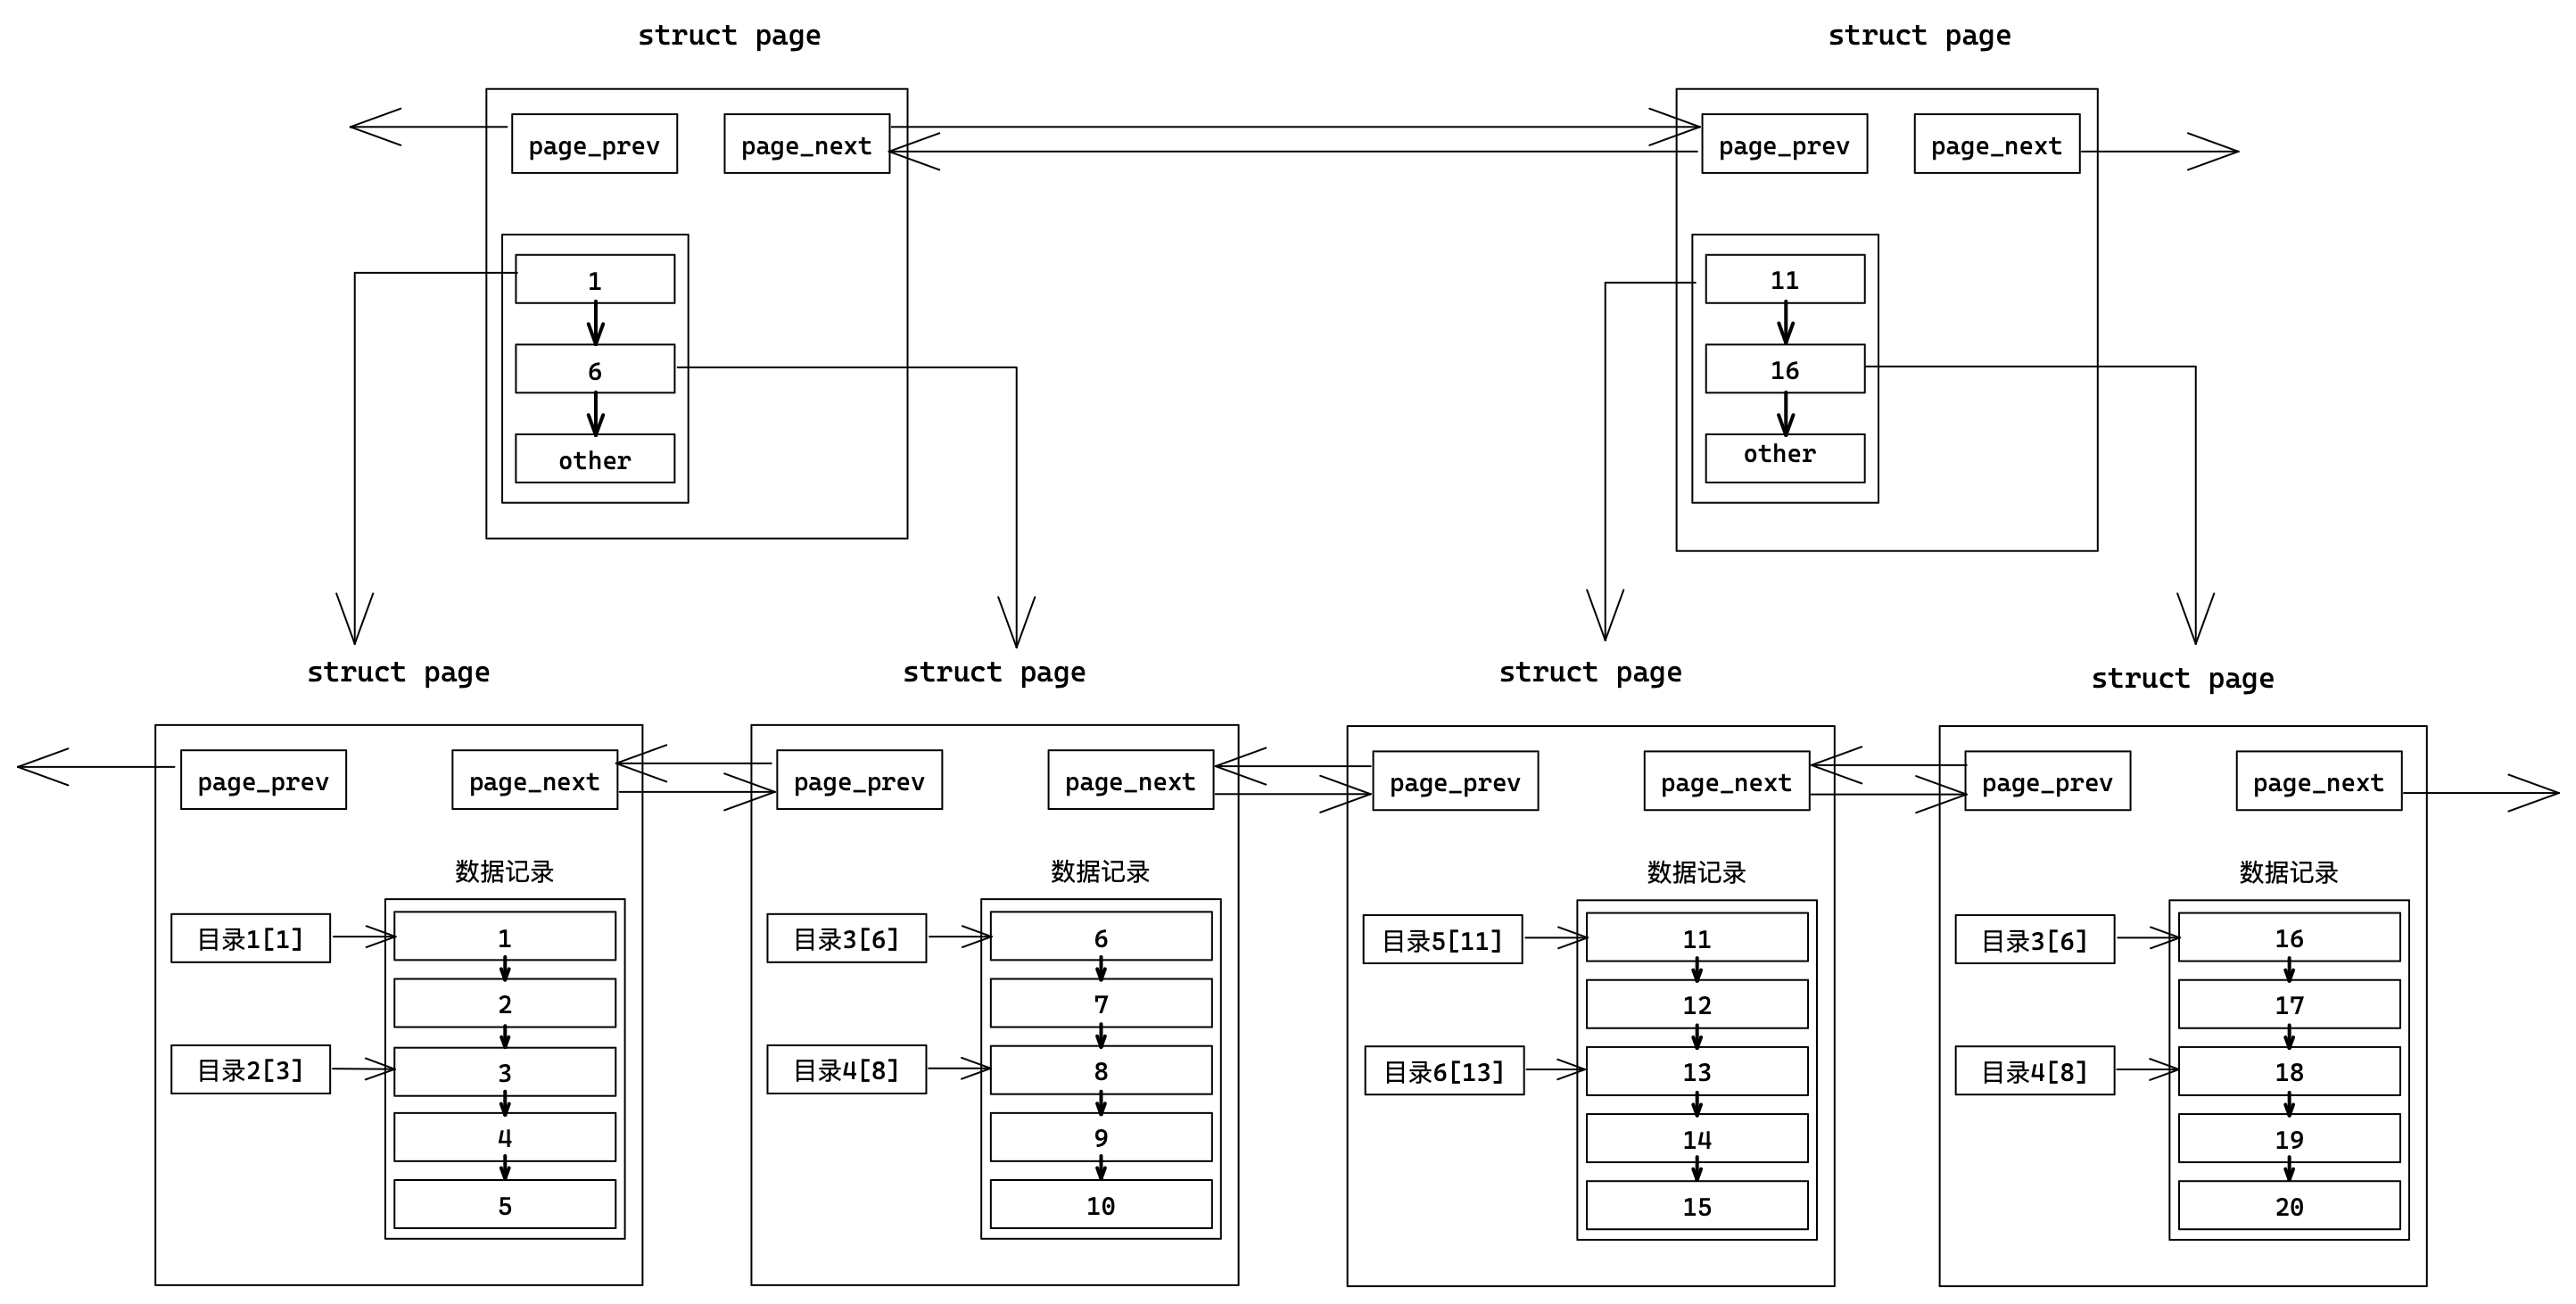 struct page
page_prev
page_next
1
6
other
struct page
page_prev
page_next
11
16
other
struct page
page_prev
page_next
数据记录
目录1[1]
目录2[3]
1
2
3
4
5
struct page
page_prev
page_next
数据记录
目录3[6]
目录4[8]
6
7
8
9
10
struct page
page_prev
page_next
数据记录
目录5[11]
目录6[13]
11
12
13
14
15
struct page
page_prev
page_next
数据记录
目录3[6]
目录4[8]
16
17
18
19
20